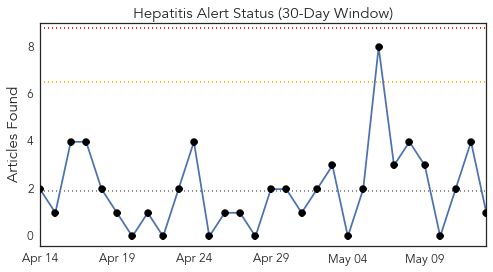 Hepatitis Alert Status (30-Day Window)
Articles Found
8
6
4
2
0
Apr 14 Apr 19 Apr 24 Apr 29 May 04 May 09